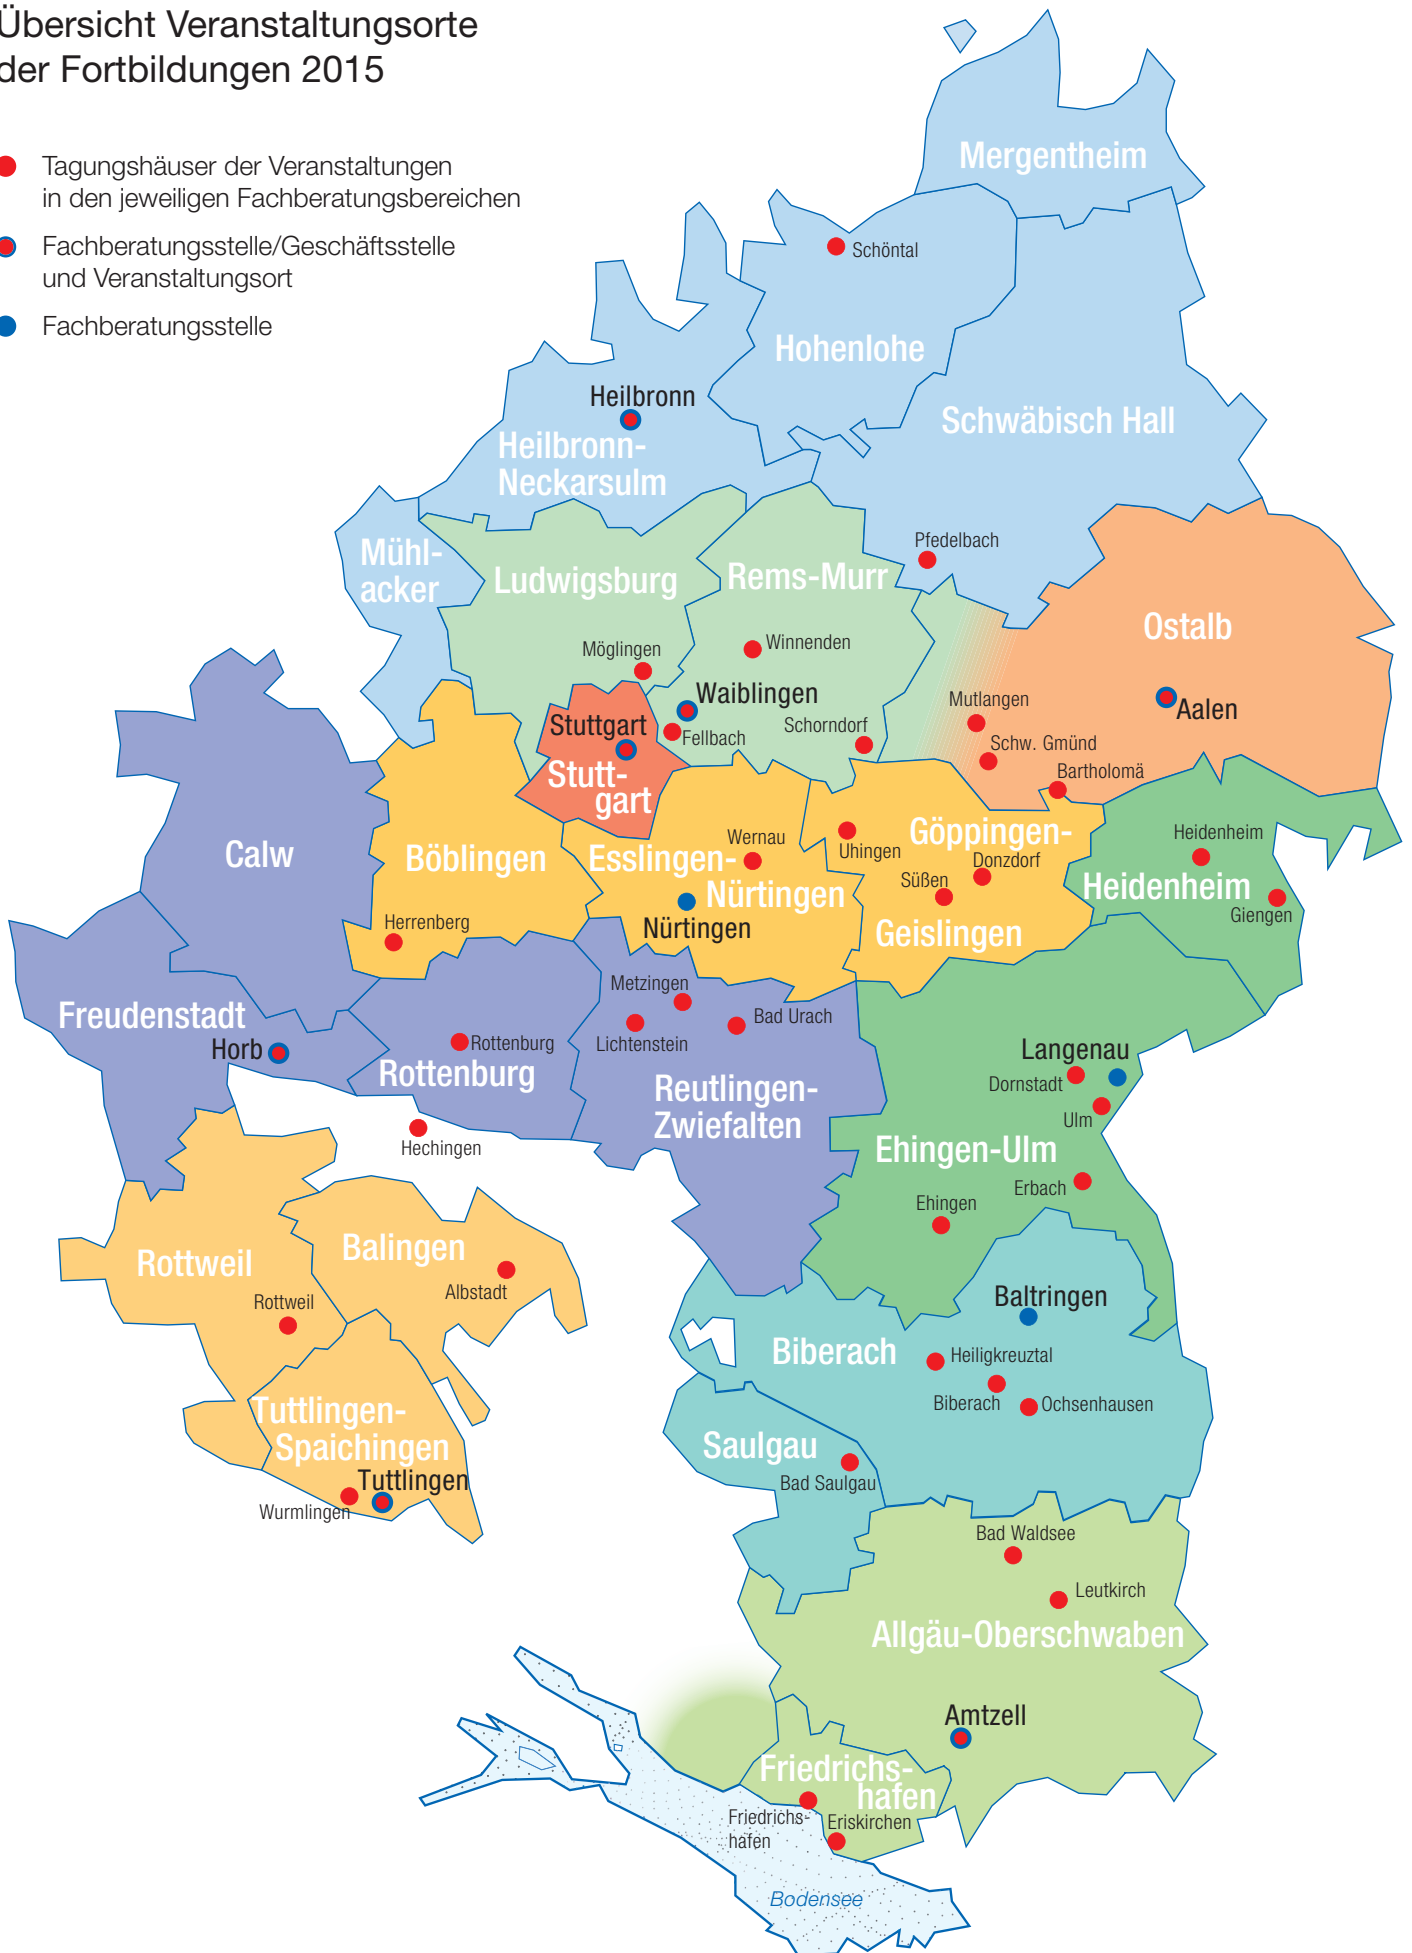 Übersicht Veranstaltungsorte
der Fortbildungen 2015
Tagungshäuser der Veranstaltungen
in den jeweiligen Fachberatungsbereichen
Fachberatungsstelle/Geschäftsstelle
und Veranstaltungsort
Fachberatungsstelle
Mergentheim
Schöntal
Hohenlohe
Heilbronn
Schwäbisch Hall
Heilbronn-
Neckarsulm
Pfedelbach
Mühl-
acker
Ludwigsburg
Rems-Murr
Ostalb
Möglingen
Winnenden
Waiblingen
Mutlangen
Aalen
Stuttgart
Fellbach
Schorndorf
Schw. Gmünd
Stutt-
gart
Bartholomä
Calw
Böblingen
Esslingen-
Nürtingen
Wernau
Uhingen
Göppingen-
Geislingen
Donzdorf
Süßen
Heidenheim
Heidenheim
Giengen
Herrenberg
Nürtingen
Metzingen
Freudenstadt
Horb
Rottenburg
Rottenburg
Lichtenstein
Bad Urach
Reutlingen-
Zwiefalten
Langenau
Dornstadt
Ulm
Hechingen
Ehingen-Ulm
Erbach
Ehingen
Rottweil
Balingen
Albstadt
Rottweil
Baltringen
Biberach
Heiligkreuztal
Biberach
Ochsenhausen
Tuttlingen-
Spaichingen
Tuttlingen
Wurmlingen
Saulgau
Bad Saulgau
Bad Waldsee
Leutkirch
Allgäu-Oberschwaben
Amtzell
Friedrichs-
hafen
Friedrichs-
hafen
Eriskirchen
Bodensee